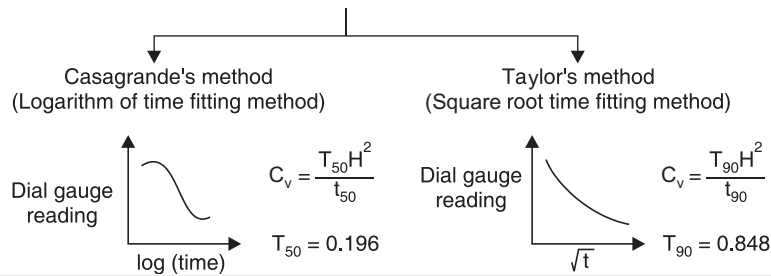 Casagrande's method
(Logarithm of time fitting method)
Dial gauge
reading
log (time)
C_v = T_50H^2 / t_50
T_50 = 0.196
Taylor's method
(Square root time fitting method)
Dial gauge
reading
√t
C_v = T_90H^2 / t_90
T_90 = 0.848